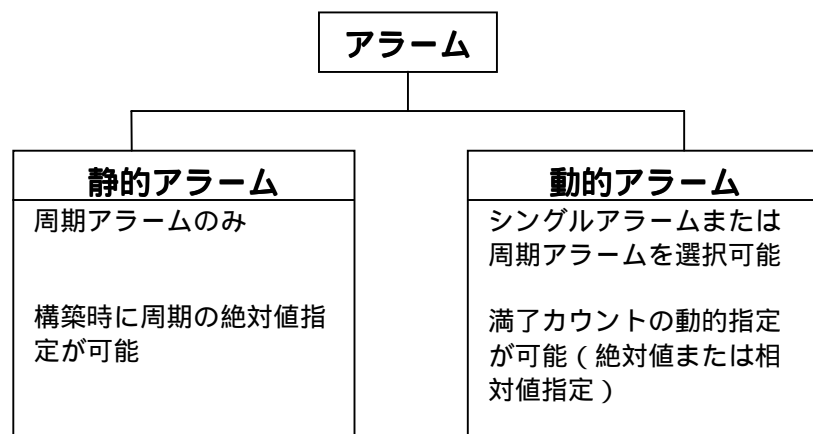 アラーム
静的アラーム
周期アラームのみ
構築時に周期の絶対値指
定が可能
動的アラーム
シングルアラームまたは
周期アラームを選択可能
満了カウントの動的指定
が可能(絶対値または相
対値指定)